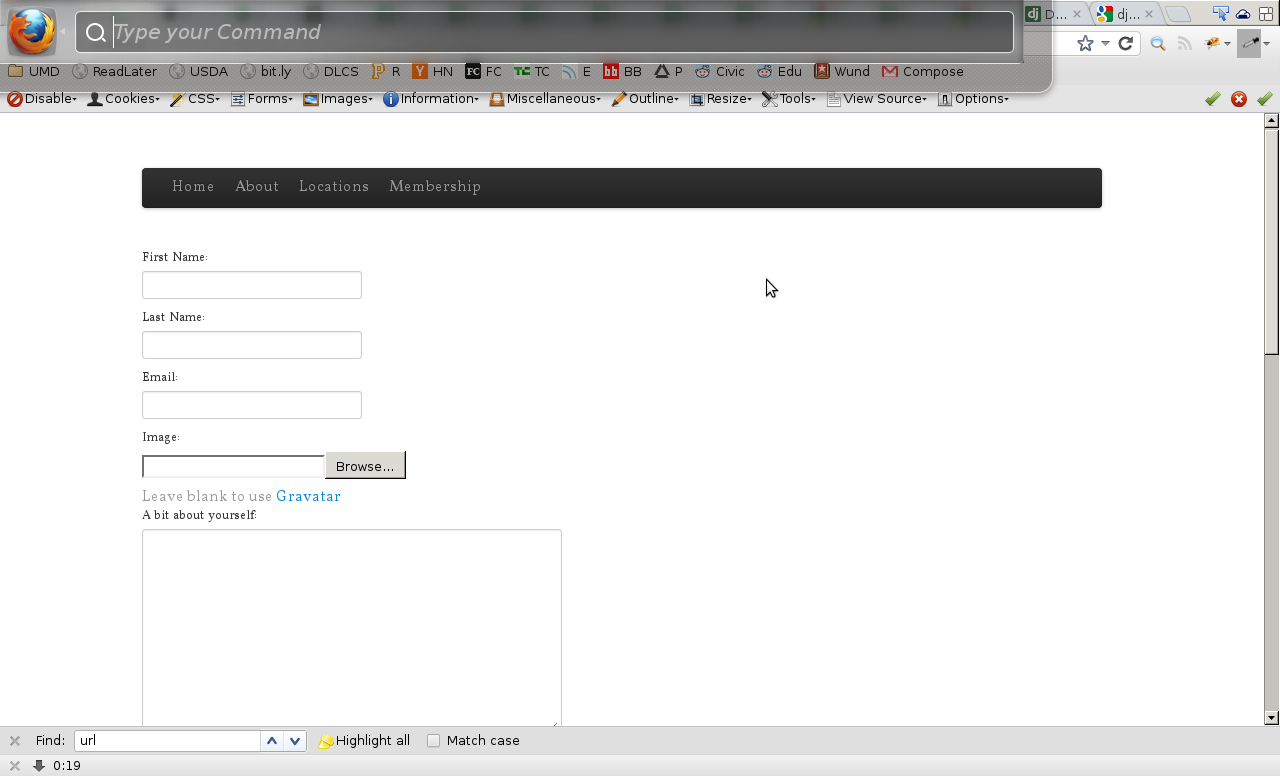 Type your Command
D...
dj...
UMD ReadLater USDA bit.ly DLCS R HN FC TC E BB P Civic Edu Wund Compose
Disable Cookies CSS Forms Images Information Miscellaneous Outline Resize Tools View Source Options
Home About Locations Membership
First Name:
Last Name:
Email:
Image:
Browse...
Leave blank to use Gravatar
A bit about yourself:
Find: url Highlight all Match case
0:19